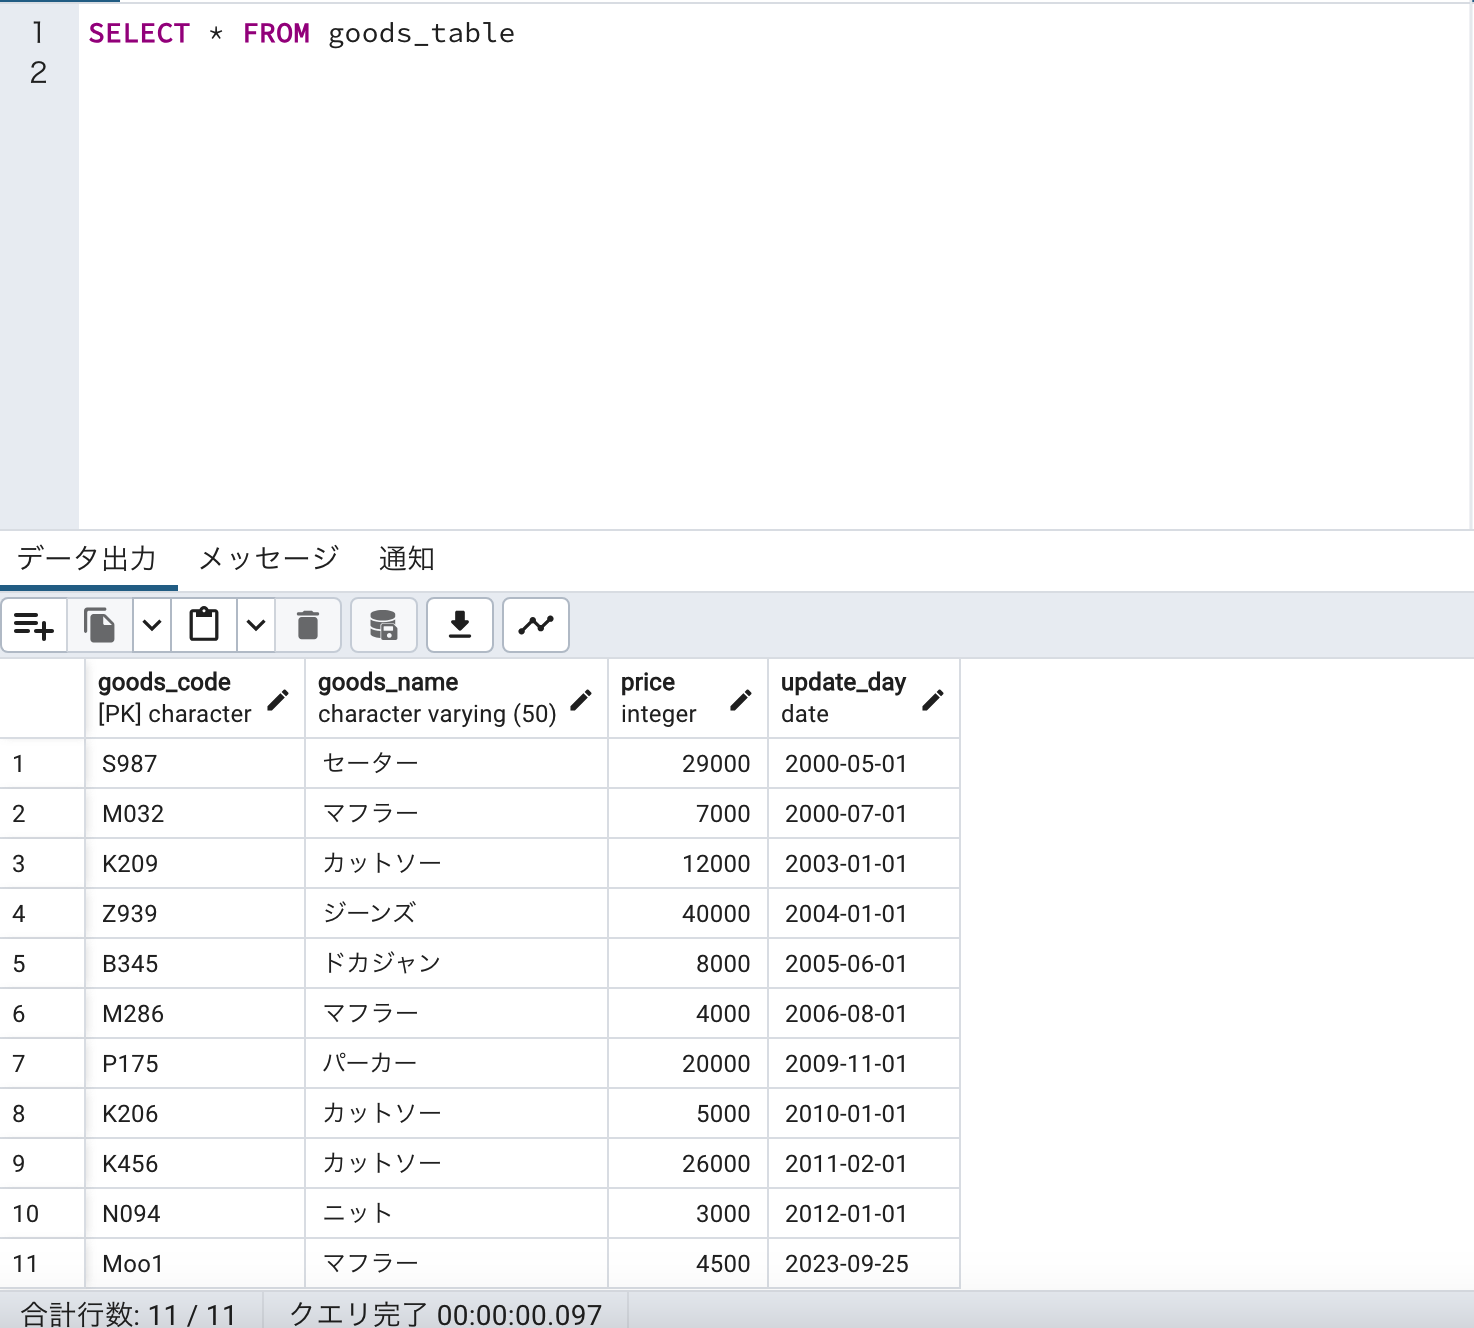 1 SELECT * FROM goods_table
2
データ出力 メッセージ 通知
goods_code goods_name price update_day
[PK] character character varying (50) integer date
1 S987 セーター 29000 2000-05-01
2 M032 マフラー 7000 2000-07-01
3 K209 カットソー 12000 2003-01-01
4 Z939 ジーンズ 40000 2004-01-01
5 B345 ドカジャン 8000 2005-06-01
6 M286 マフラー 4000 2006-08-01
7 P175 パーカー 20000 2009-11-01
8 K206 カットソー 5000 2010-01-01
9 K456 カットソー 26000 2011-02-01
10 N094 ニット 3000 2012-01-01
11 Moo1 マフラー 4500 2023-09-25
合計行数: 11 / 11 クエリ完了 00:00:00.097